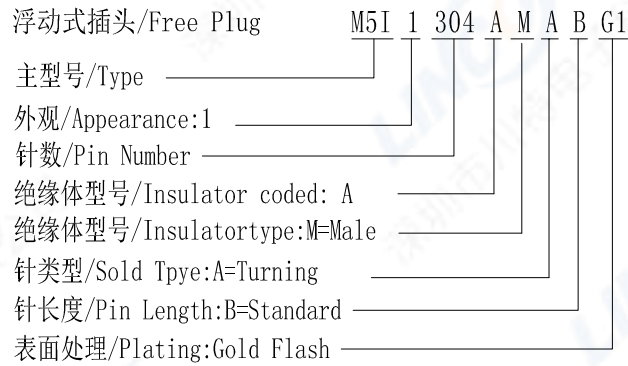 浮动式插头/Free Plug M5I 1 304 A M A B G1
主型号/Type
外观/Appearance:1
针数/Pin Number
绝缘体型号/Insulator coded: A
绝缘体型号/Insulatortype:M=Male
针类型/Sold Tpye:A=Turning
针长度/Pin Length:B=Standard
表面处理/Plating:Gold Flash